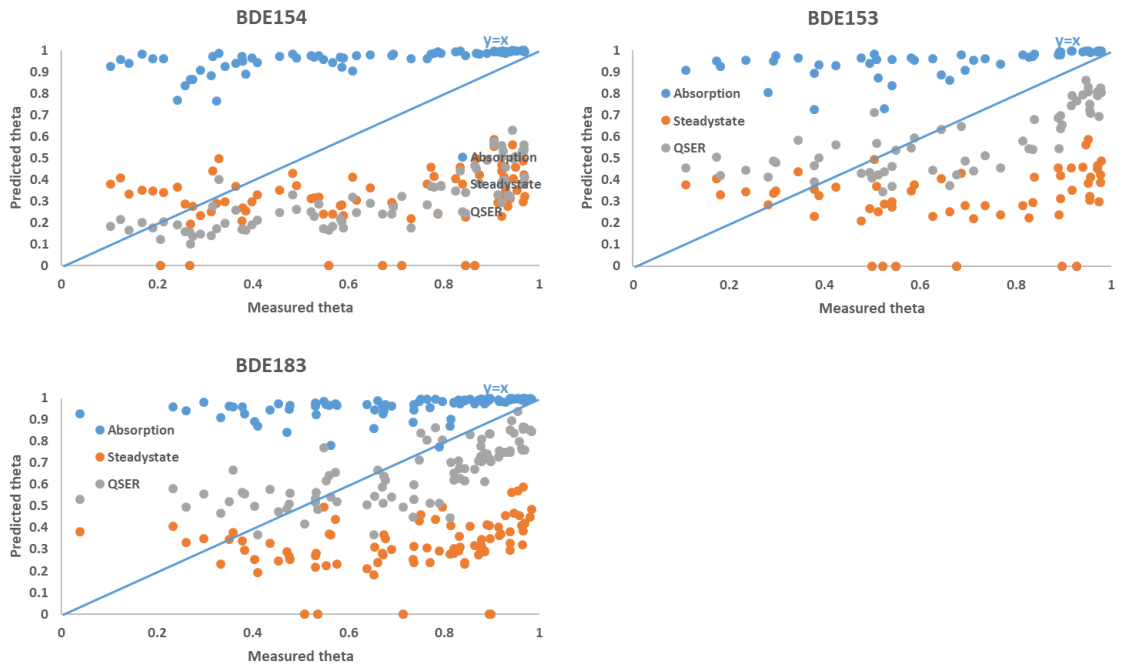 BDE154
y=x
1
0.9
0.8
0.7
0.6
0.5
0.4
0.3
0.2
0.1
0
Predicted theta
Absorption
Steadystate
QSER
0 0.2 0.4 0.6 0.8 1
Measured theta
BDE153
y=x
1
0.9
0.8
0.7
0.6
0.5
0.4
0.3
0.2
0.1
0
Predicted theta
Absorption
Steadystate
QSER
0 0.2 0.4 0.6 0.8 1
Measured theta
BDE183
y=x
1
0.9
0.8
0.7
0.6
0.5
0.4
0.3
0.2
0.1
0
Predicted theta
Absorption
Steadystate
QSER
0 0.2 0.4 0.6 0.8 1
Measured theta